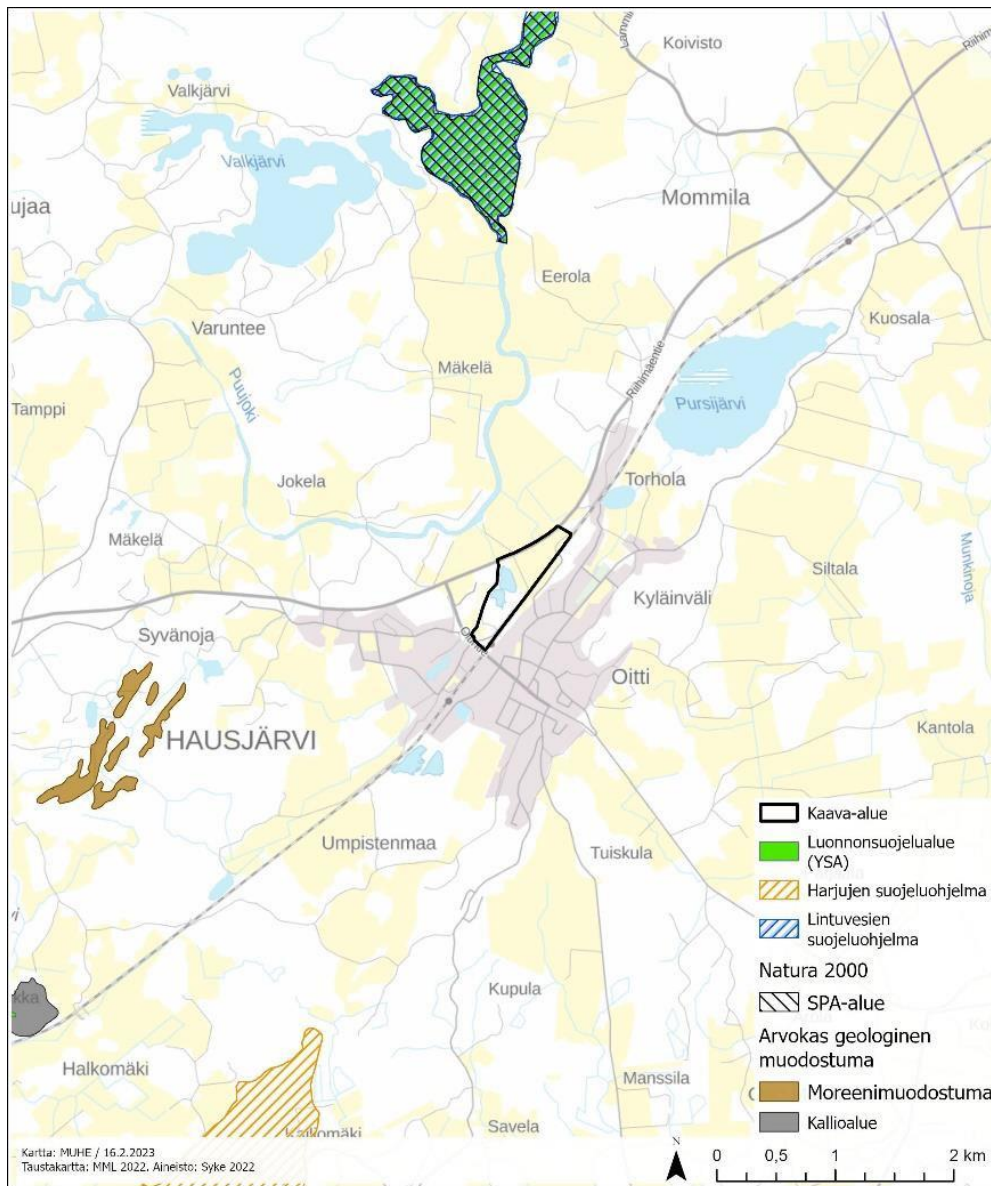 Koivisto
Valkjärvi
Valkjärvi
Mommila
ujaa
Eerola
Kuosala
Varuntee
Riihimäentie
Mäkelä
Pursijärvi
Tamppi
Puujoki
Torhola
Jokela
Mäkelä
Munkinoja
Siltala
Kyläinväli
Syvänoja
Oitti
HAUSJÄRVI
Kantola
Umpistenmaa
Tuiskula
Kupula
Halkomäki
Manssila
Savela
Kaava-alue
Luonnonsuojelualue
(YSA)
Harjujen suojeluohjelma
Lintuvesien
suojeluohjelma
Natura 2000
SPA-alue
Arvokas geologinen
muodostuma
Moreenimuodostuma
Kallioalue
Kartta: MUHE / 16.2.2023
Taustakartta: MML 2022. Aineisto: Syke 2022
N
0 0,5 1 2 km